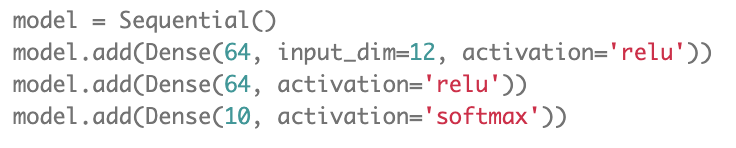 model = Sequential()
model.add(Dense(64, input_dim=12, activation='relu'))
model.add(Dense(64, activation='relu'))
model.add(Dense(10, activation='softmax'))